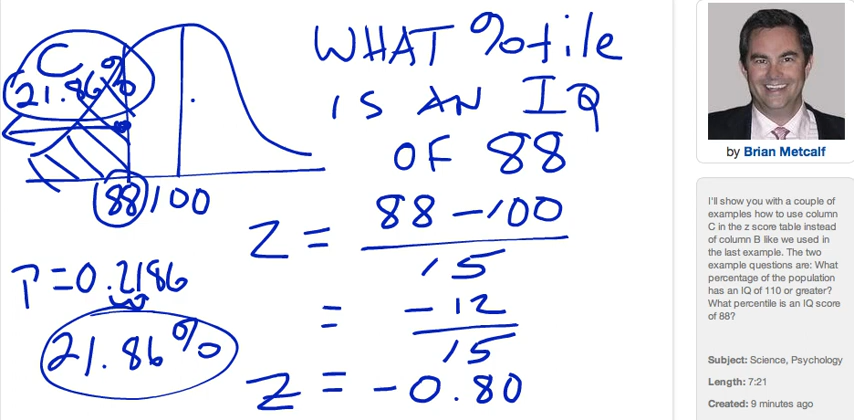 WHAT %tile
IS AN IQ
OF 88
C
21.86%
88 100
Z = 88 - 100
15
= -12
15
Z = -0.80
P = 0.2186
21.86%
by Brian Metcalf
I'll show you with a couple of
examples how to use column
C in the z score table instead
of column B like we used in
the last example. The two
example questions are: What
percentage of the population
has an IQ of 110 or greater?
What percentile is an IQ score
of 88?
Subject: Science, Psychology
Length: 7:21
Created: 9 minutes ago